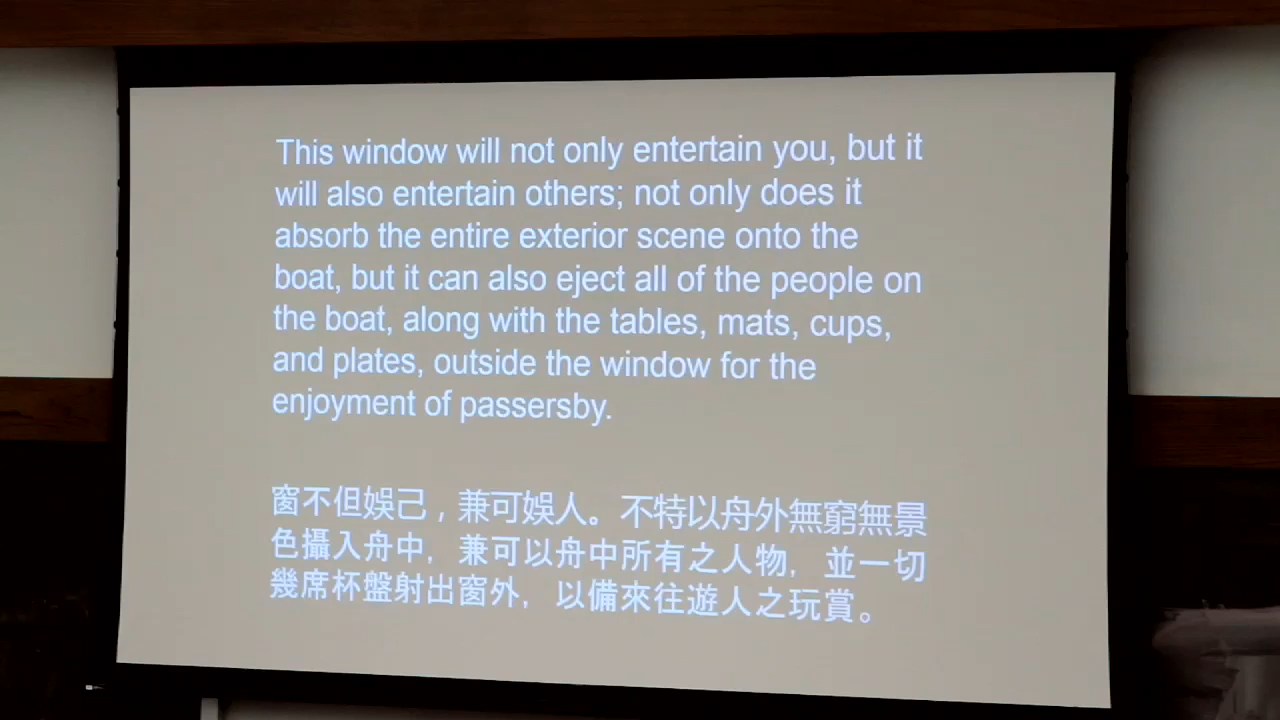 This window will not only entertain you, but it
will also entertain others; not only does it
absorb the entire exterior scene onto the
boat, but it can also eject all of the people on
the boat, along with the tables, mats, cups,
and plates, outside the window for the
enjoyment of passersby.
窗不但娛己，兼可娛人。不特以舟外無窮無景
色攝入舟中，兼可以舟中所有之人物，並一切
幾席杯盤射出窗外，以備來往遊人之玩賞。